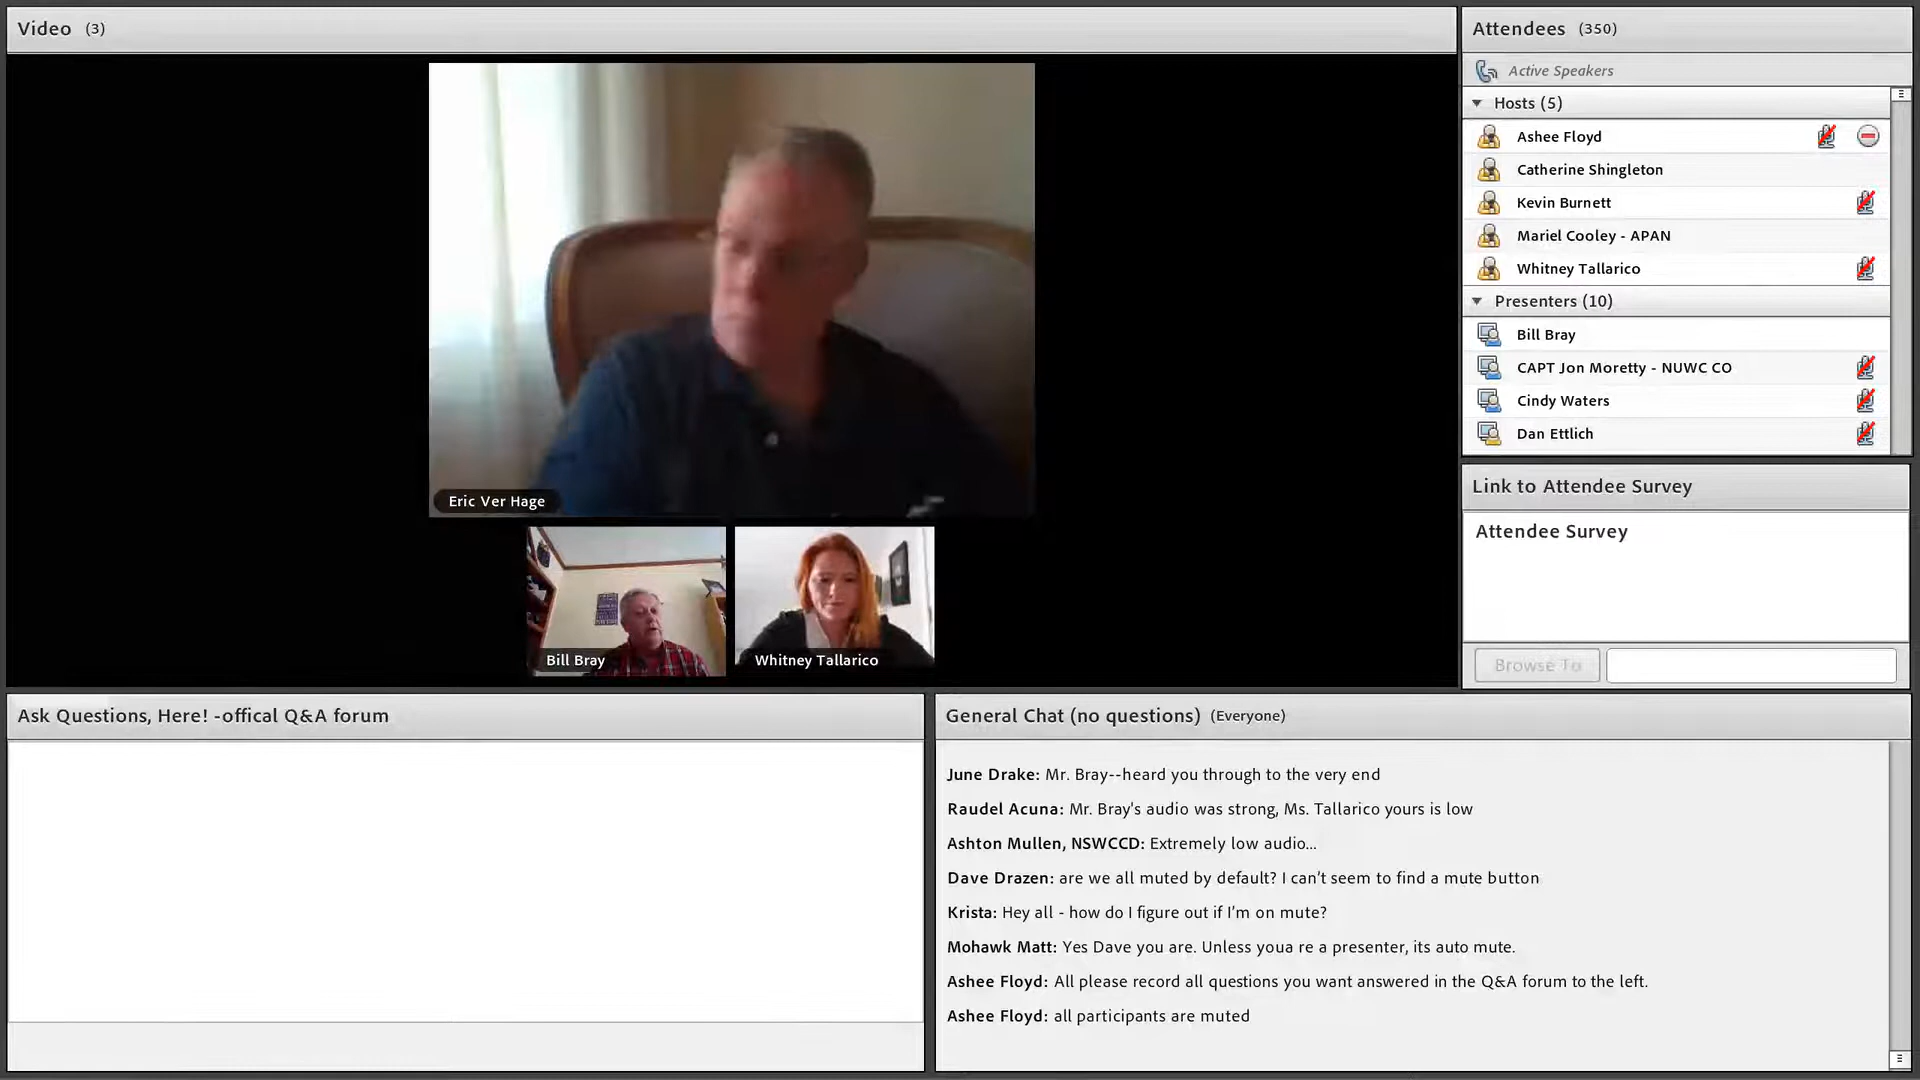 Video (3)
Eric Ver Hage
Bill Bray
Whitney Tallarico
Attendees (350)
Active Speakers
Hosts (5)
Ashee Floyd
Catherine Shingleton
Kevin Burnett
Mariel Cooley - APAN
Whitney Tallarico
Presenters (10)
Bill Bray
CAPT Jon Moretty - NUWC CO
Cindy Waters
Dan Ettlich
Link to Attendee Survey
Attendee Survey
Browse To
Ask Questions, Here! -offical Q&A forum
General Chat (no questions) (Everyone)
June Drake: Mr. Bray--heard you through to the very end
Raudel Acuna: Mr. Bray's audio was strong, Ms. Tallarico yours is low
Ashton Mullen, NSWCCD: Extremely low audio...
Dave Drazen: are we all muted by default? I can't seem to find a mute button
Krista: Hey all - how do I figure out if I'm on mute?
Mohawk Matt: Yes Dave you are. Unless youa re a presenter, its auto mute.
Ashee Floyd: All please record all questions you want answered in the Q&A forum to the left.
Ashee Floyd: all participants are muted